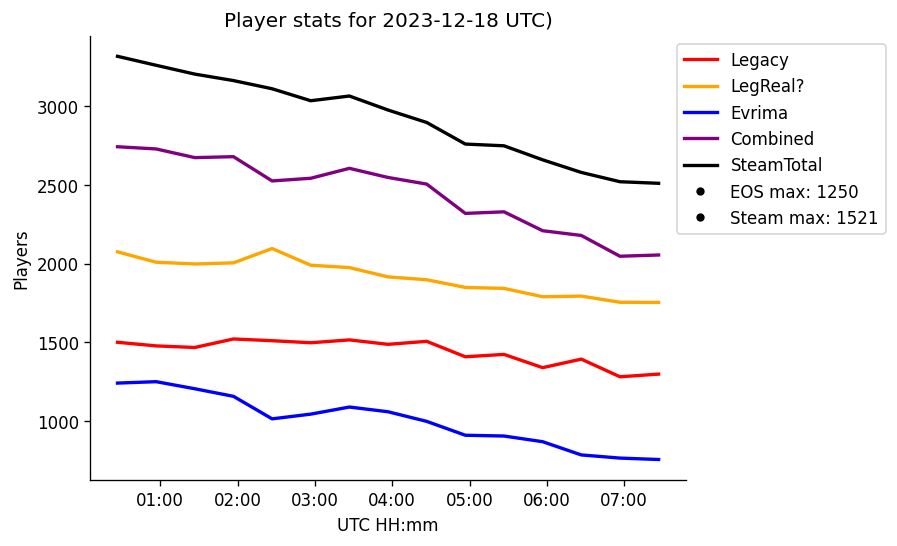 Player stats for 2023-12-18 UTC)
Legacy
LegReal?
Evrima
Combined
SteamTotal
EOS max: 1250
Steam max: 1521
Players
3000
2500
2000
1500
1000
01:00 02:00 03:00 04:00 05:00 06:00 07:00
UTC HH:mm